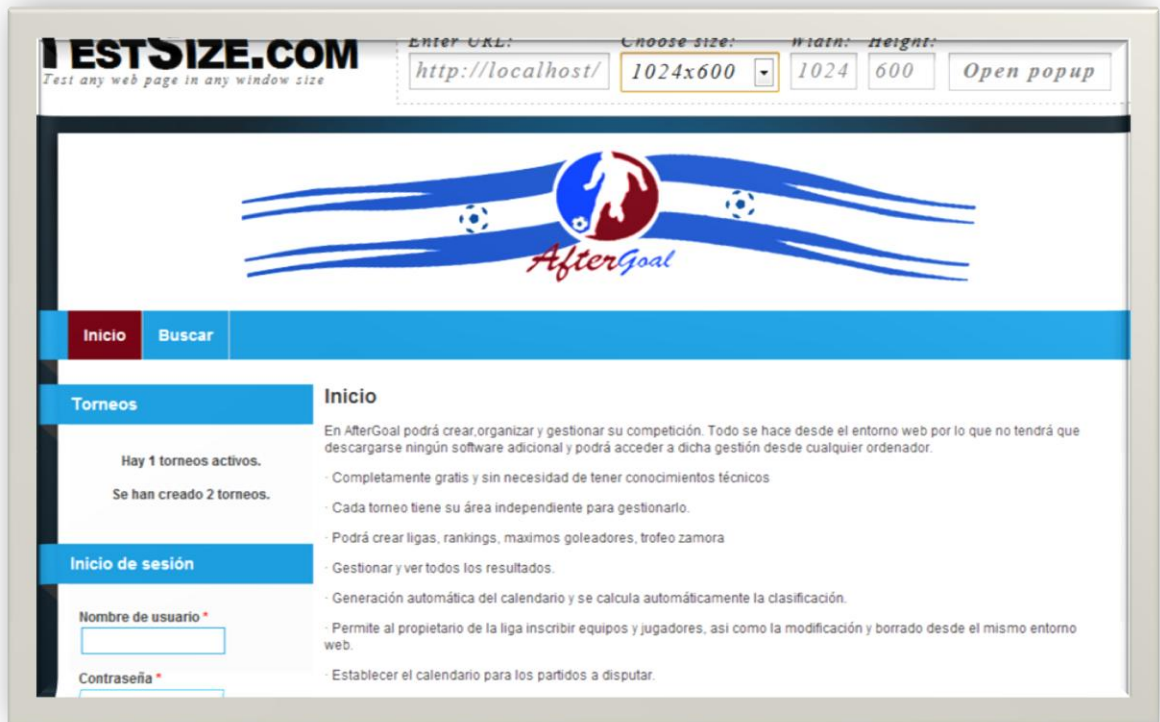 TESTSIZE.COM
Test any web page in any window size
Enter URL:
Choose size:
Width:
Height:
http://localhost/
1024x600
1024
600
Open popup
AfterGoal
Inicio
Buscar
Torneos
Hay 1 torneos activos.
Se han creado 2 torneos.
Inicio de sesión
Nombre de usuario *
Contraseña *
Inicio
En AfterGoal podrá crear,organizar y gestionar su competición. Todo se hace desde el entorno web por lo que no tendrá que
descargarse ningún software adicional y podrá acceder a dicha gestión desde cualquier ordenador.
· Completamente gratis y sin necesidad de tener conocimientos técnicos
· Cada torneo tiene su área independiente para gestionarlo.
· Podrá crear ligas, rankings, maximos goleadores, trofeo zamora
· Gestionar y ver todos los resultados.
· Generación automática del calendario y se calcula automáticamente la clasificación.
· Permite al propietario de la liga inscribir equipos y jugadores, asi como la modificación y borrado desde el mismo entorno
web.
· Establecer el calendario para los partidos a disputar.